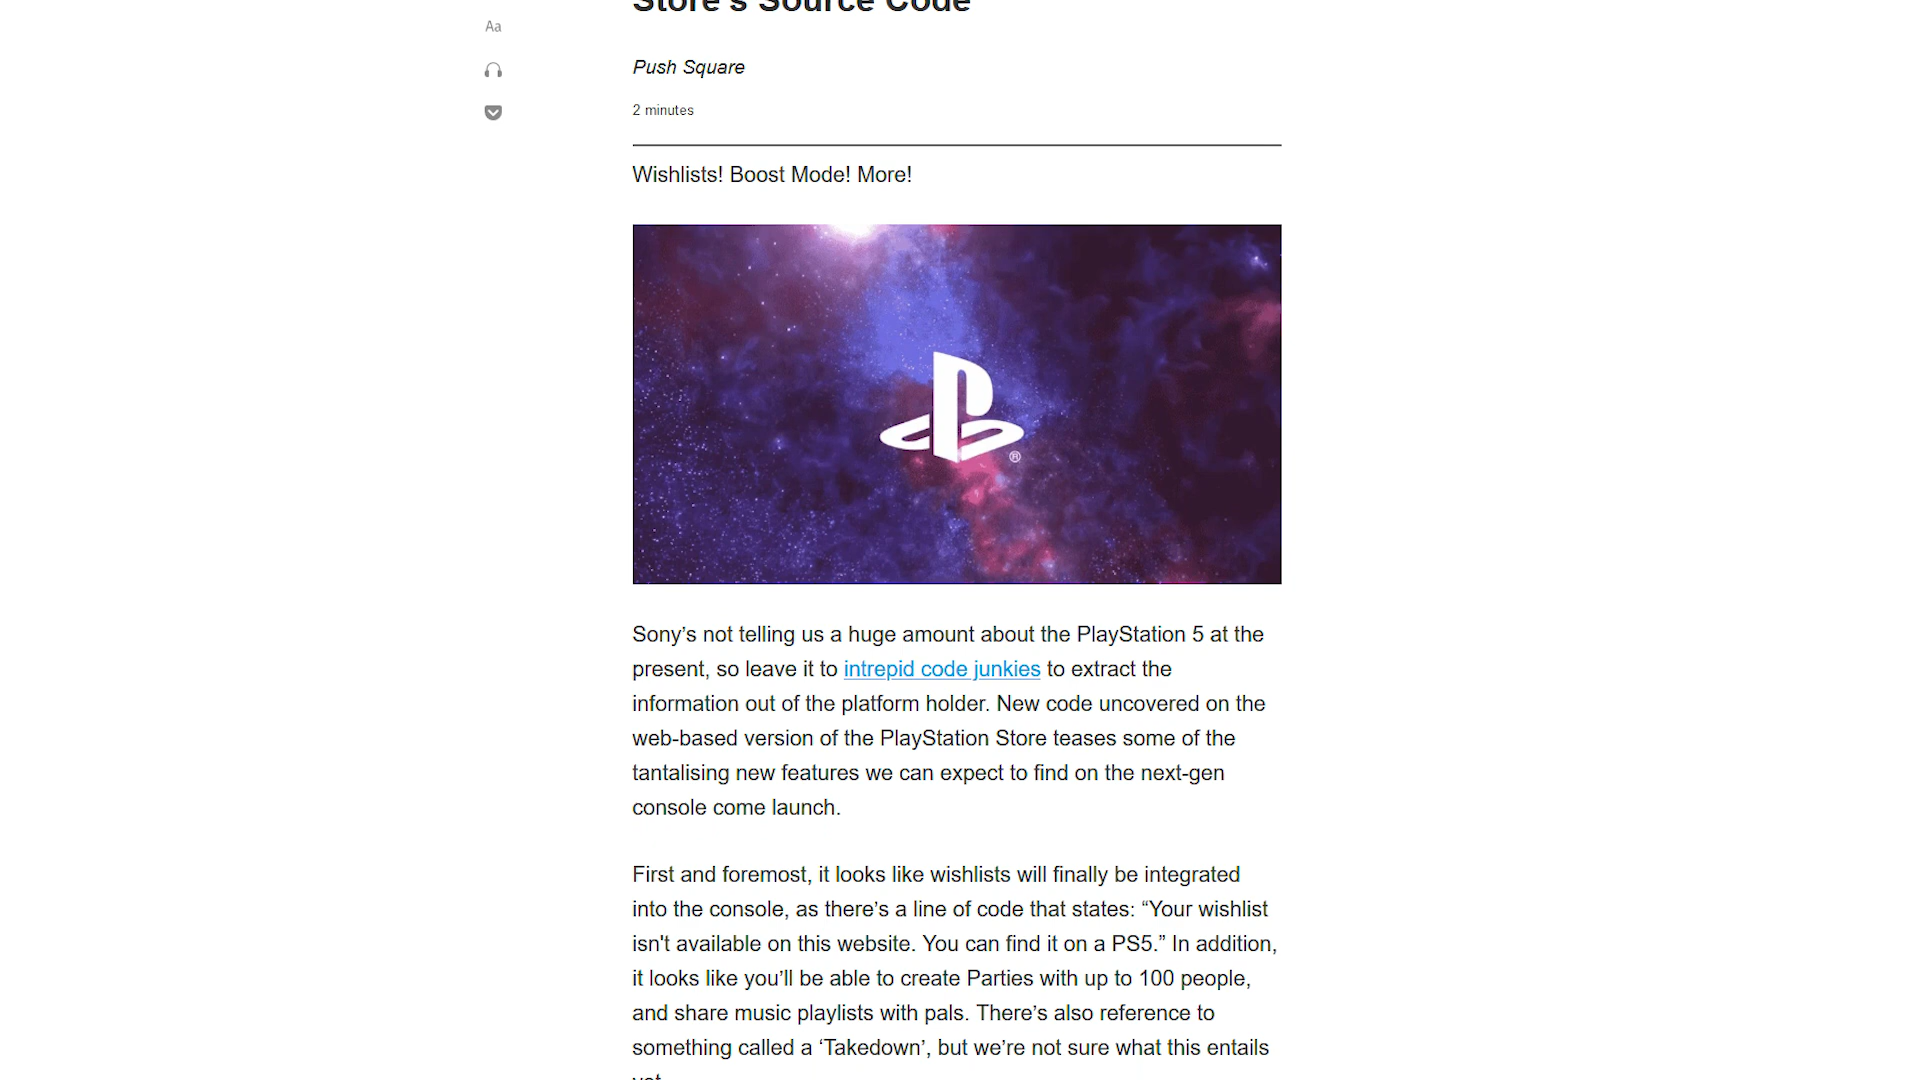 Store's Source Code
Aa
Push Square
2 minutes
Wishlists! Boost Mode! More!
®
Sony’s not telling us a huge amount about the PlayStation 5 at the
present, so leave it to intrepid code junkies to extract the
information out of the platform holder. New code uncovered on the
web-based version of the PlayStation Store teases some of the
tantalising new features we can expect to find on the next-gen
console come launch.
First and foremost, it looks like wishlists will finally be integrated
into the console, as there’s a line of code that states: “Your wishlist
isn't available on this website. You can find it on a PS5.” In addition,
it looks like you’ll be able to create Parties with up to 100 people,
and share music playlists with pals. There’s also reference to
something called a ‘Takedown’, but we’re not sure what this entails
yet